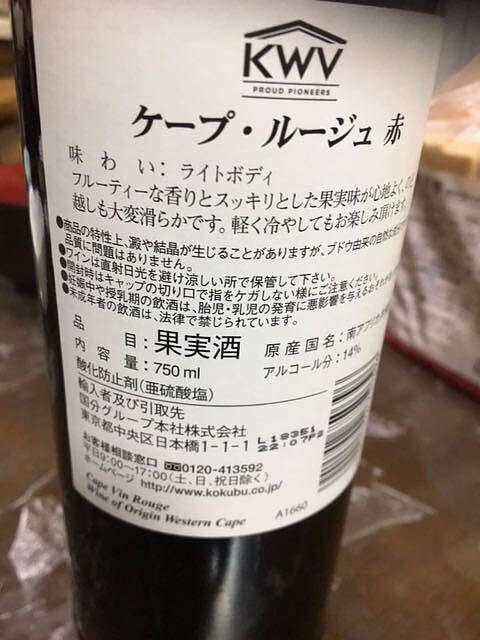 KWV
PROUD PIONEERS
ケープ・ルージュ 赤
味 わ い： ライトボディ
フルーティーな香りとスッキリとした果実味が心地よく、のど
越しも大変滑らかです。軽く冷やしてもお楽しみ頂けます
●商品の特性上、澱や結晶が生じることがありますが、ブドウ由来の自然な成分で
品質に問題はありません。
●ワインは直射日光を避け涼しい所で保管して下さい。
●開封時はキャップの切り口で指をケガしない様にご注意ください。
●妊娠中や授乳期の飲酒は、胎児・乳児の発育に悪影響を与えるおそれが
●未成年者の飲酒は、法律で禁じられています。
品 目：果実酒 原産国名：南アフリカ
内 容 量：750 ml アルコール分：14%
酸化防止剤(亜硫酸塩)
輸入者及び引取先
国分グループ本社株式会社
東京都中央区日本橋1-1-1
L18351
22:07P2
お客様相談窓口 0120-413592
平日9:00〜17:00(土、日、祝日除く)
ホームページ http://www.kokubu.co.jp/
Cape Vin Rouge
Wine of Origin Western Cape
A1660